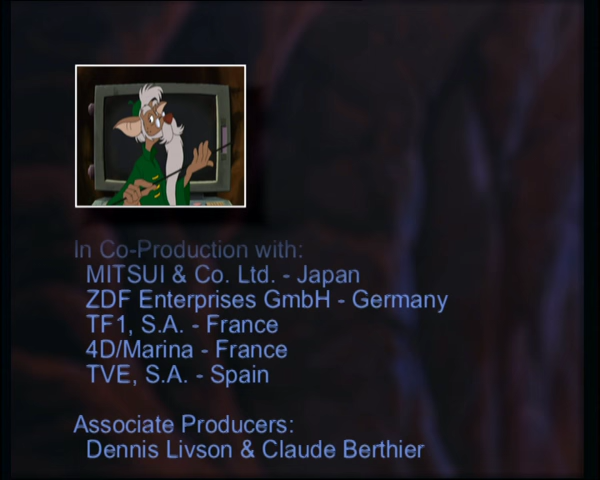 In Co-Production with:
MITSUI & Co. Ltd. - Japan
ZDF Enterprises GmbH - Germany
TF1, S.A. - France
4D/Marina - France
TVE, S.A. - Spain
Associate Producers:
Dennis Livson & Claude Berthier